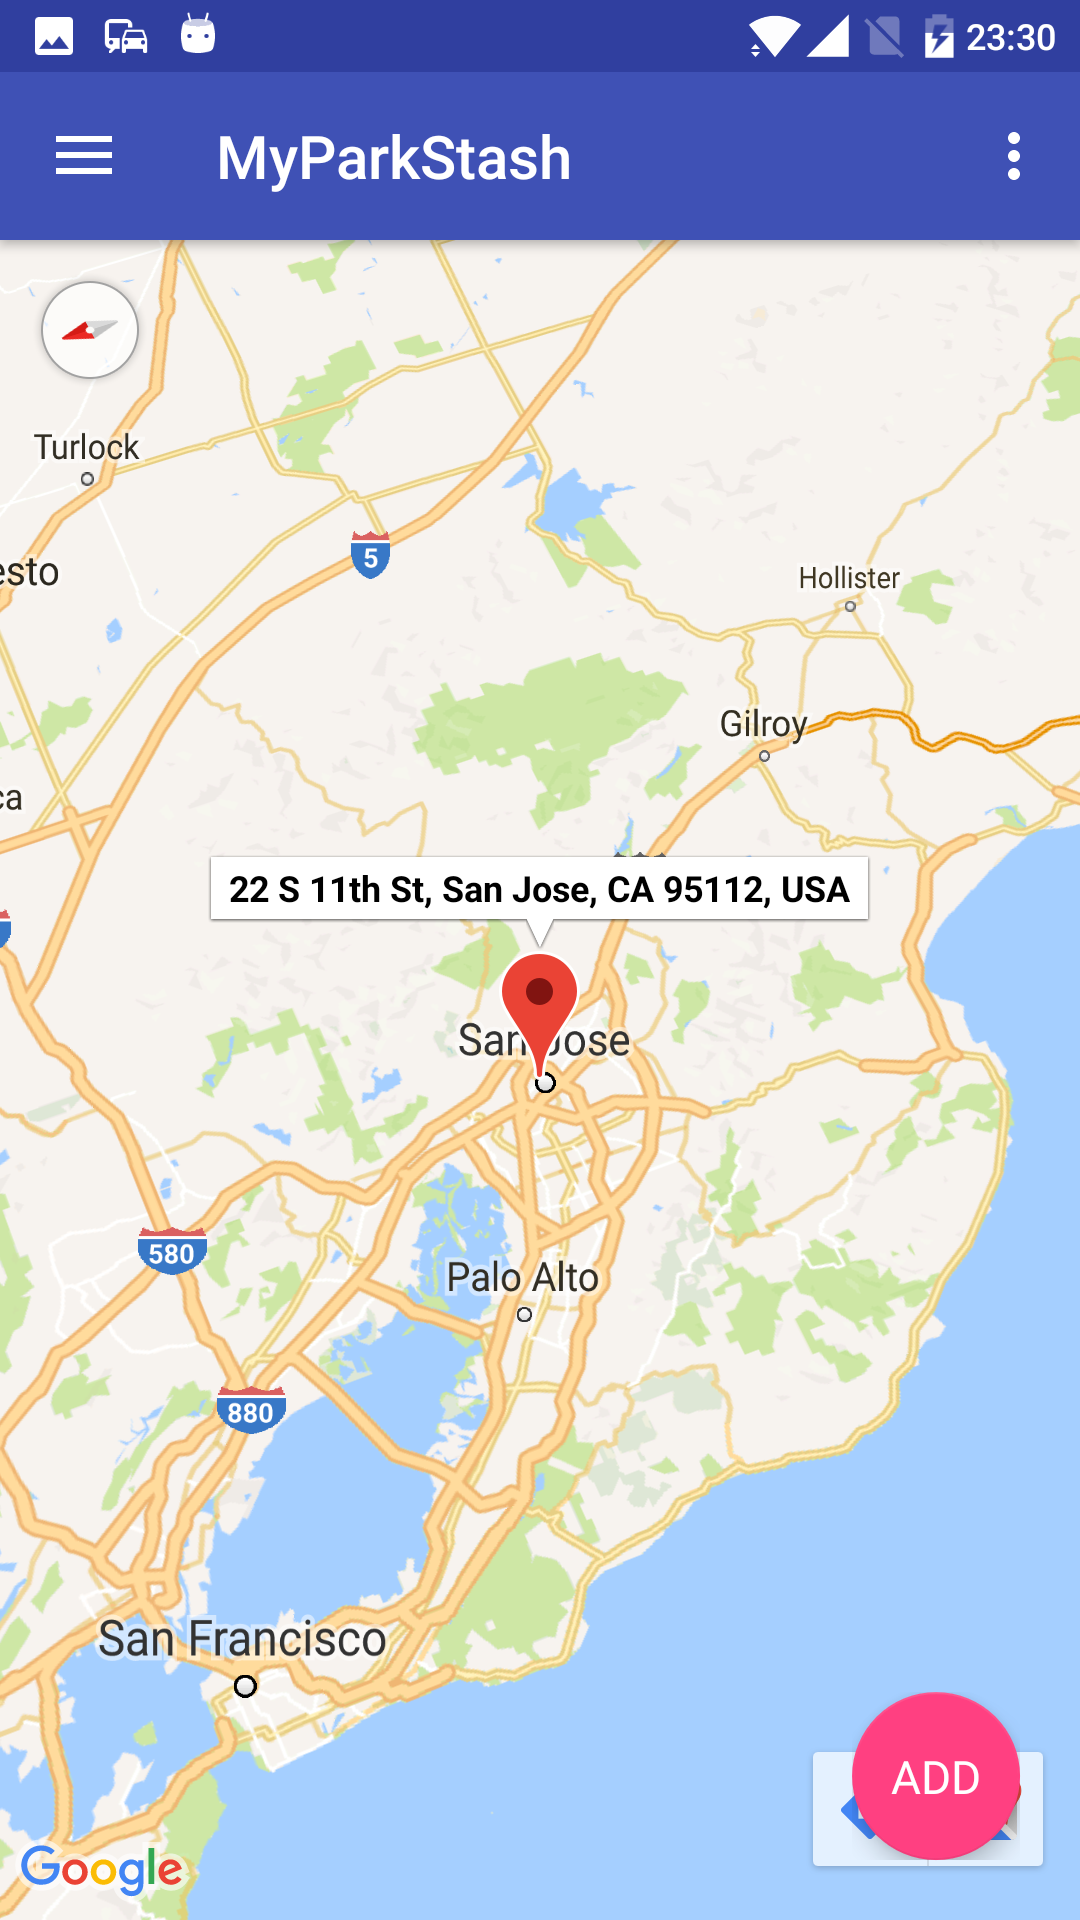 23:30
MyParkStash
Turlock
esto
5
Hollister
Gilroy
ca
22 S 11th St, San Jose, CA 95112, USA
San Jose
580
Palo Alto
880
San Francisco
ADD
Google